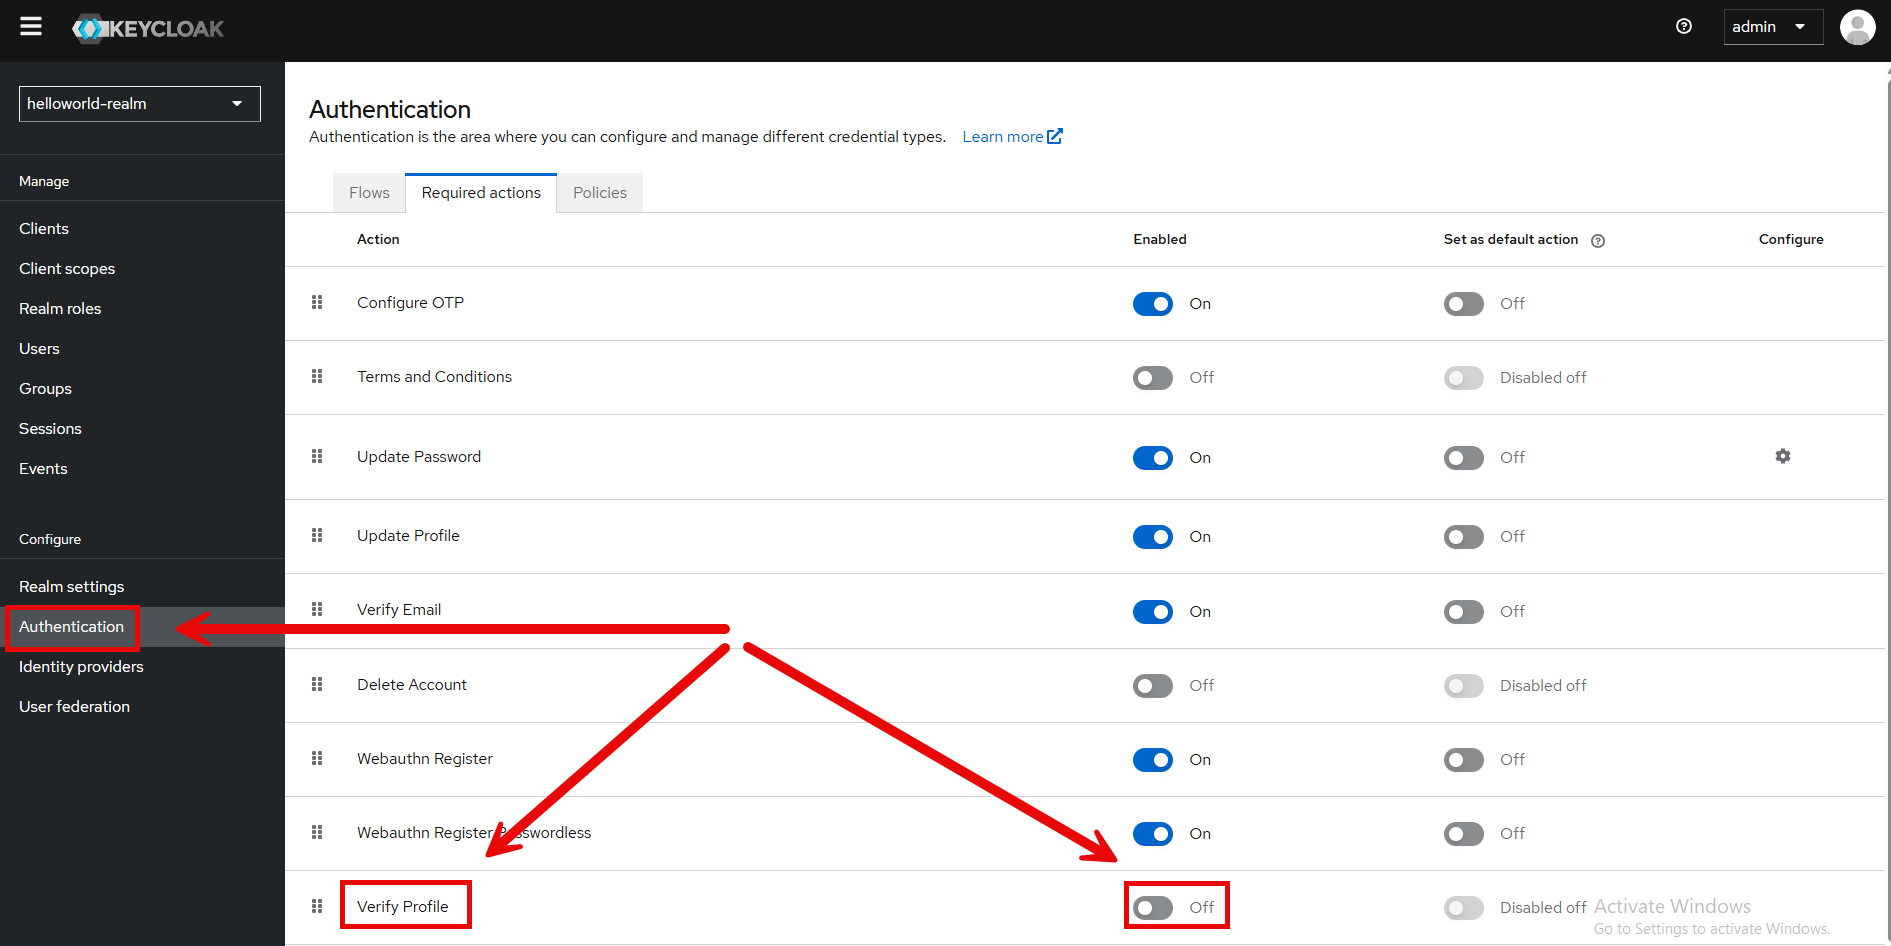 KEYCLOAK
admin
helloworld-realm
Manage
Clients
Client scopes
Realm roles
Users
Groups
Sessions
Events
Configure
Realm settings
Authentication
Identity providers
User federation
Authentication
Authentication is the area where you can configure and manage different credential types. Learn more
Flows Required actions Policies
Action Enabled Set as default action Configure
Configure OTP On Off
Terms and Conditions Off Disabled off
Update Password On Off
Update Profile On Off
Verify Email On Off
Delete Account Off Disabled off
Webauthn Register On Off
Webauthn Register Passwordless On Off
Verify Profile Off Disabled off
Activate Windows
Go to Settings to activate Windows.